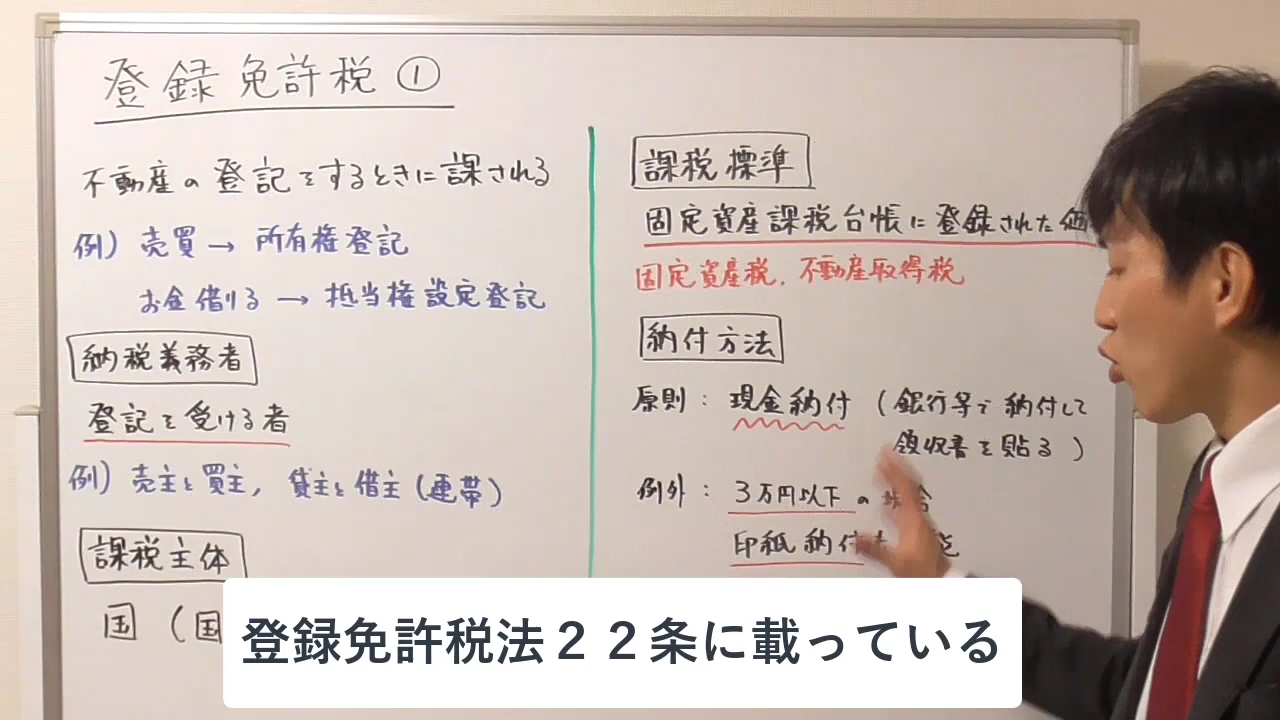 登録免許税①
不動産の登記をするときに課される
例) 売買 → 所有権登記
お金借りる → 抵当権設定登記
納税義務者
登記を受ける者
例) 売主と買主, 貸主と借主 (連帯)
課税主体
国 (国
課税標準
固定資産課税台帳に登録された価
固定資産税. 不動産取得税
納付方法
原則: 現金納付 (銀行等で納付して
領収書を貼る)
例外: 3万円以下の
印紙納付
登録免許税法２２条に載っている